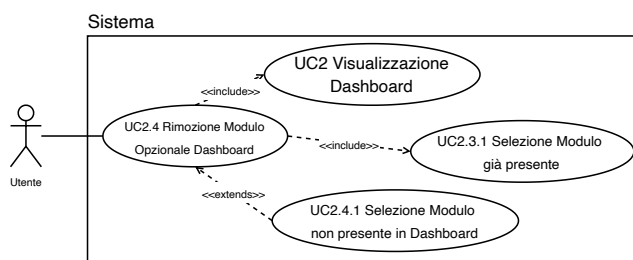 Sistema
UC2 Visualizzazione
Dashboard
<<include>>
UC2.4 Rimozione Modulo
Opzionale Dashboard
<<include>>
UC2.3.1 Selezione Modulo
già presente
Utente
<<extends>>
UC2.4.1 Selezione Modulo
non presente in Dashboard